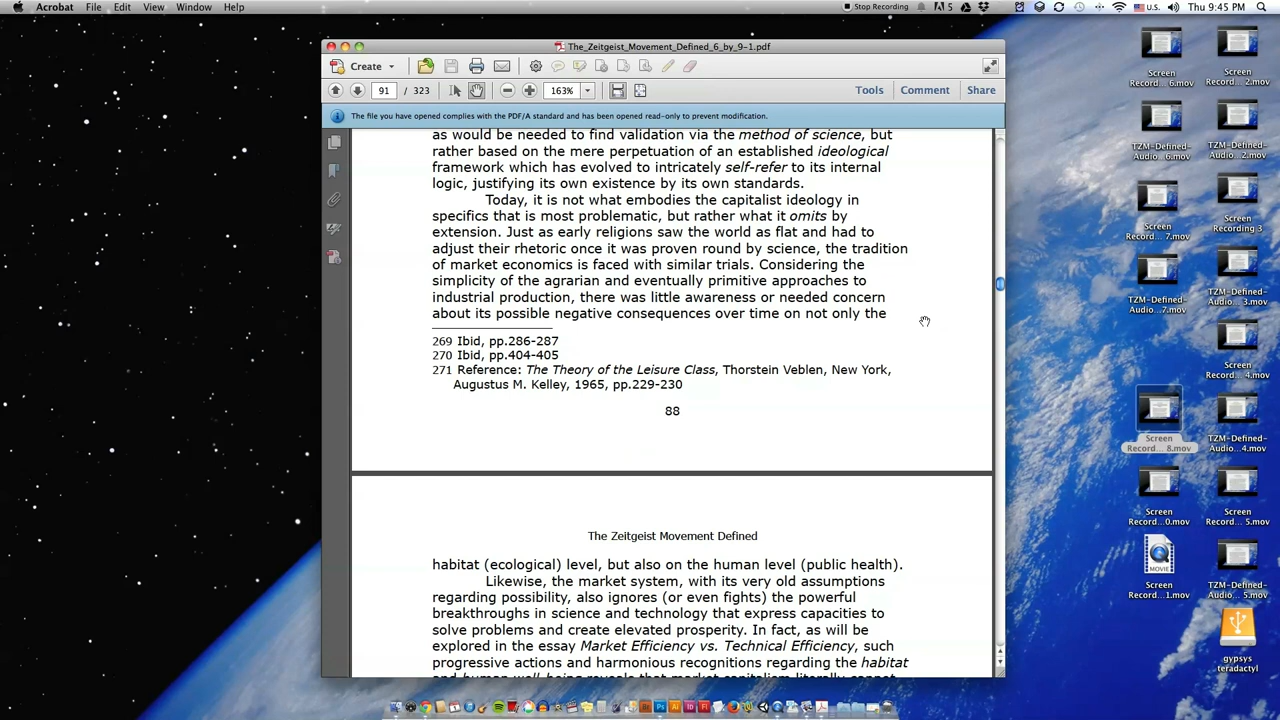 Acrobat File Edit View Window Help Stop Recording 5 U.S. Thu 9:45 PM
The_Zeitgeist_Movement_Defined_6_by_9-1.pdf
Create
91 / 323 163% Tools Comment Share
The file you have opened complies with the PDF/A standard and has been opened read-only to prevent modification.
as would be needed to find validation via the method of science, but
rather based on the mere perpetuation of an established ideological
framework which has evolved to intricately self-refer to its internal
logic, justifying its own existence by its own standards.
Today, it is not what embodies the capitalist ideology in
specifics that is most problematic, but rather what it omits by
extension. Just as early religions saw the world as flat and had to
adjust their rhetoric once it was proven round by science, the tradition
of market economics is faced with similar trials. Considering the
simplicity of the agrarian and eventually primitive approaches to
industrial production, there was little awareness or needed concern
about its possible negative consequences over time on not only the
269 Ibid, pp.286-287
270 Ibid, pp.404-405
271 Reference: The Theory of the Leisure Class, Thorstein Veblen, New York,
Augustus M. Kelley, 1965, pp.229-230
88
The Zeitgeist Movement Defined
habitat (ecological) level, but also on the human level (public health).
Likewise, the market system, with its very old assumptions
regarding possibility, also ignores (or even fights) the powerful
breakthroughs in science and technology that express capacities to
solve problems and create elevated prosperity. In fact, as will be
explored in the essay Market Efficiency vs. Technical Efficiency, such
progressive actions and harmonious recognitions regarding the habitat
Screen
Record... 6.mov
Screen
Record... 2.mov
TZM-Defined-
Audio...6.mov
TZM-Defined-
Audio...2.mov
Screen
Record... 7.mov
Screen
Recording 3
TZM-Defined-
Audio...7.mov
TZM-Defined-
Audio...3.mov
Screen
Record... 4.mov
Screen
Record... 8.mov
TZM-Defined-
Audio...4.mov
Screen
Record...0.mov
Screen
Record... 5.mov
MOVIE
Screen
Record...1.mov
TZM-Defined-
Audio... 5.mov
gypsys
teradactyl